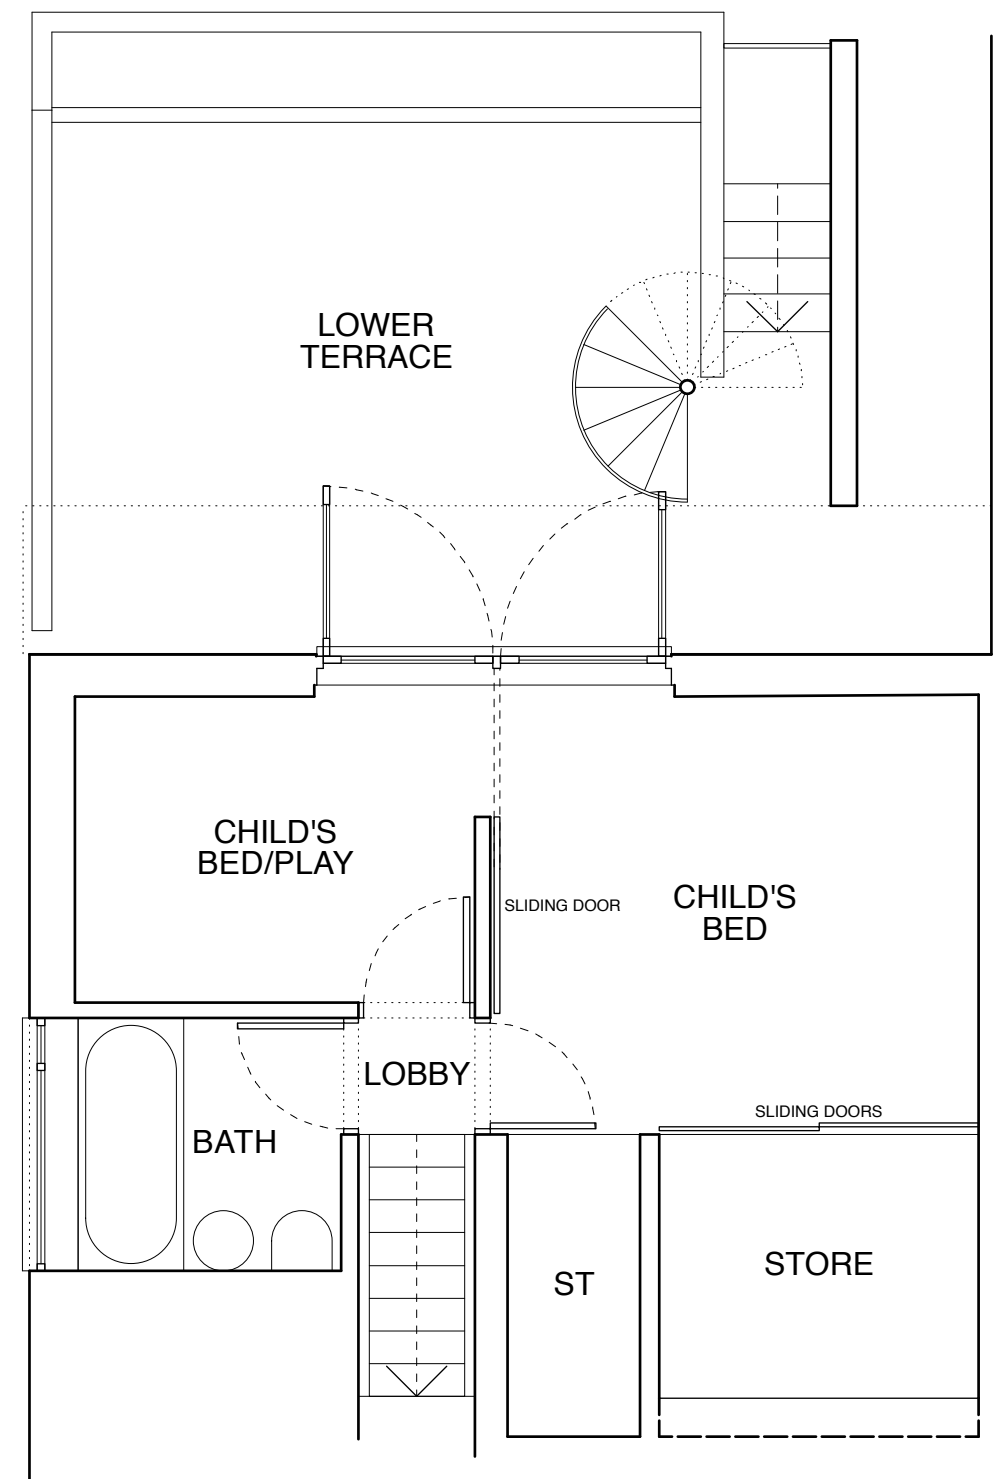 LOWER
TERRACE
CHILD'S
BED/PLAY
SLIDING DOOR
CHILD'S
BED
LOBBY
SLIDING DOORS
BATH
ST
STORE